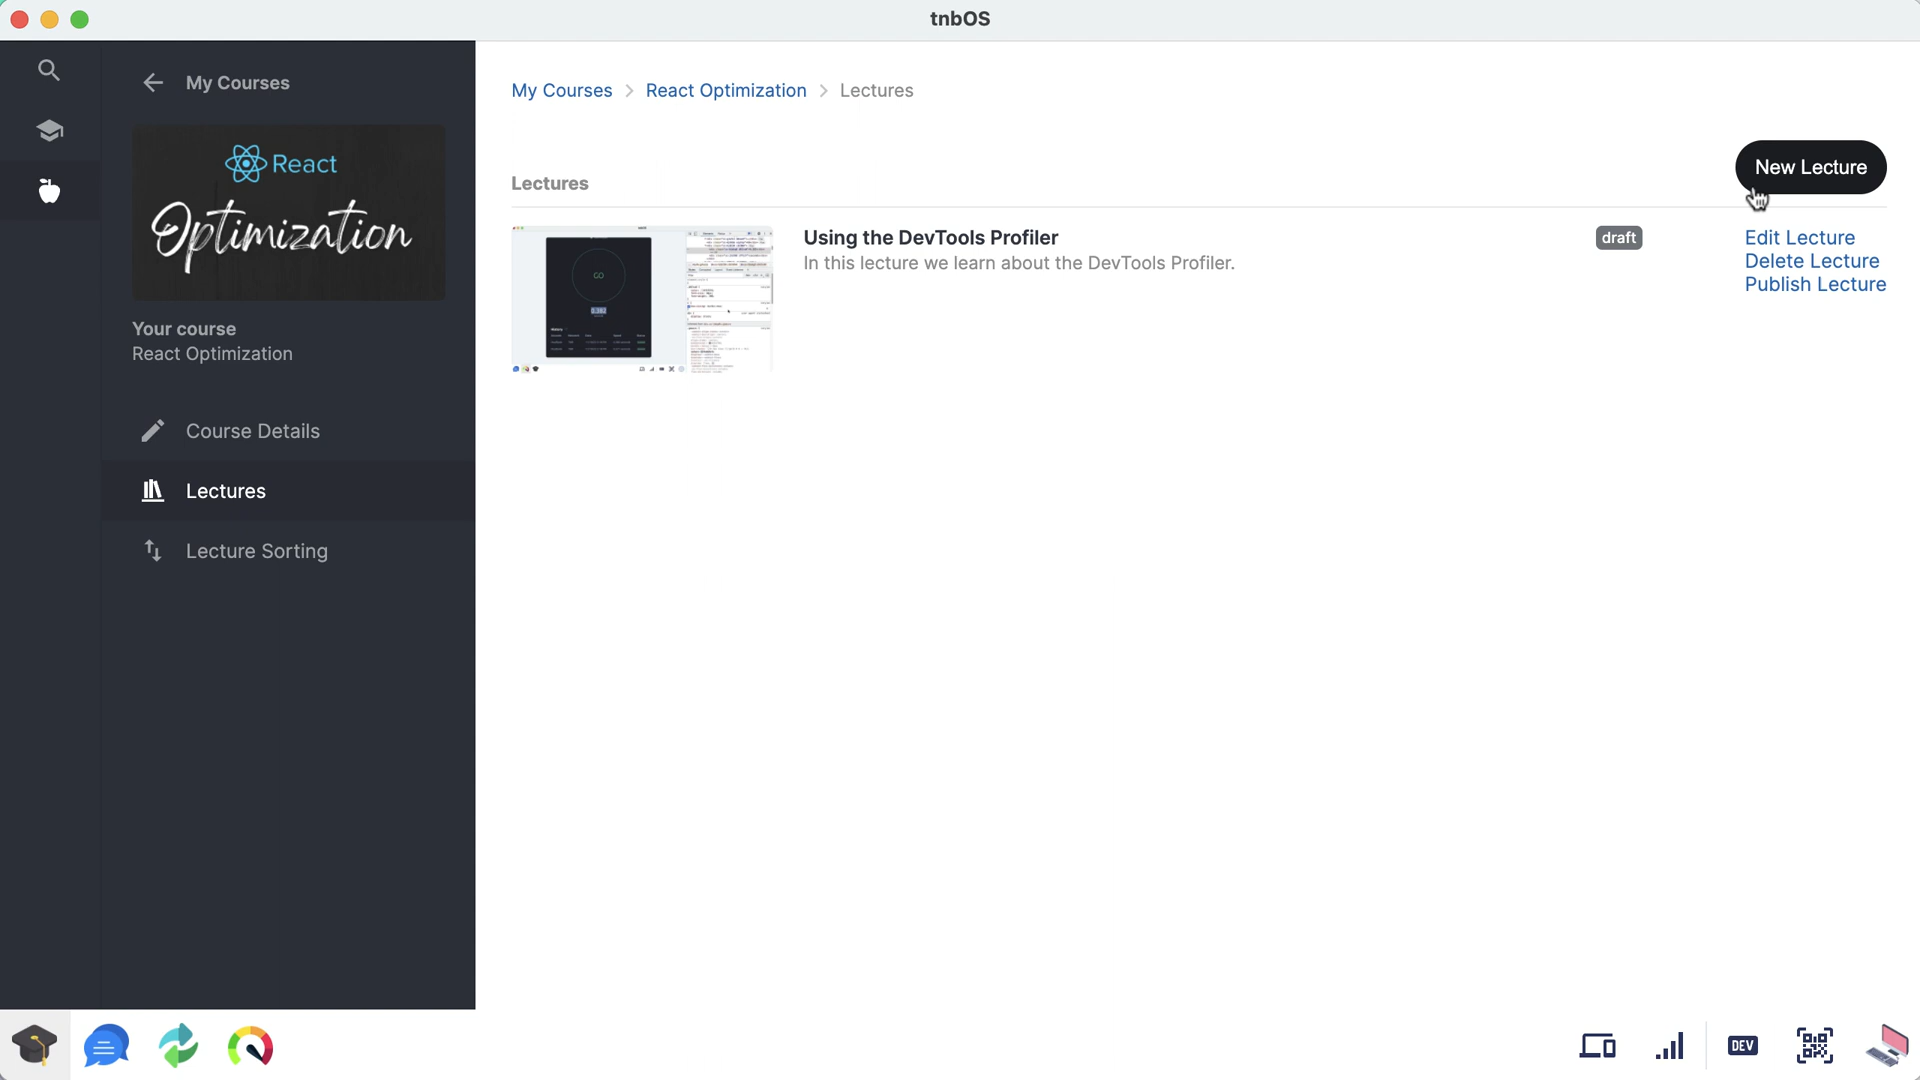 tnbOS
My Courses
React
Optimization
Your course
React Optimization
Course Details
Lectures
Lecture Sorting
My Courses > React Optimization > Lectures
New Lecture
Lectures
GO
Using the DevTools Profiler
In this lecture we learn about the DevTools Profiler.
draft
Edit Lecture
Delete Lecture
Publish Lecture
DEV